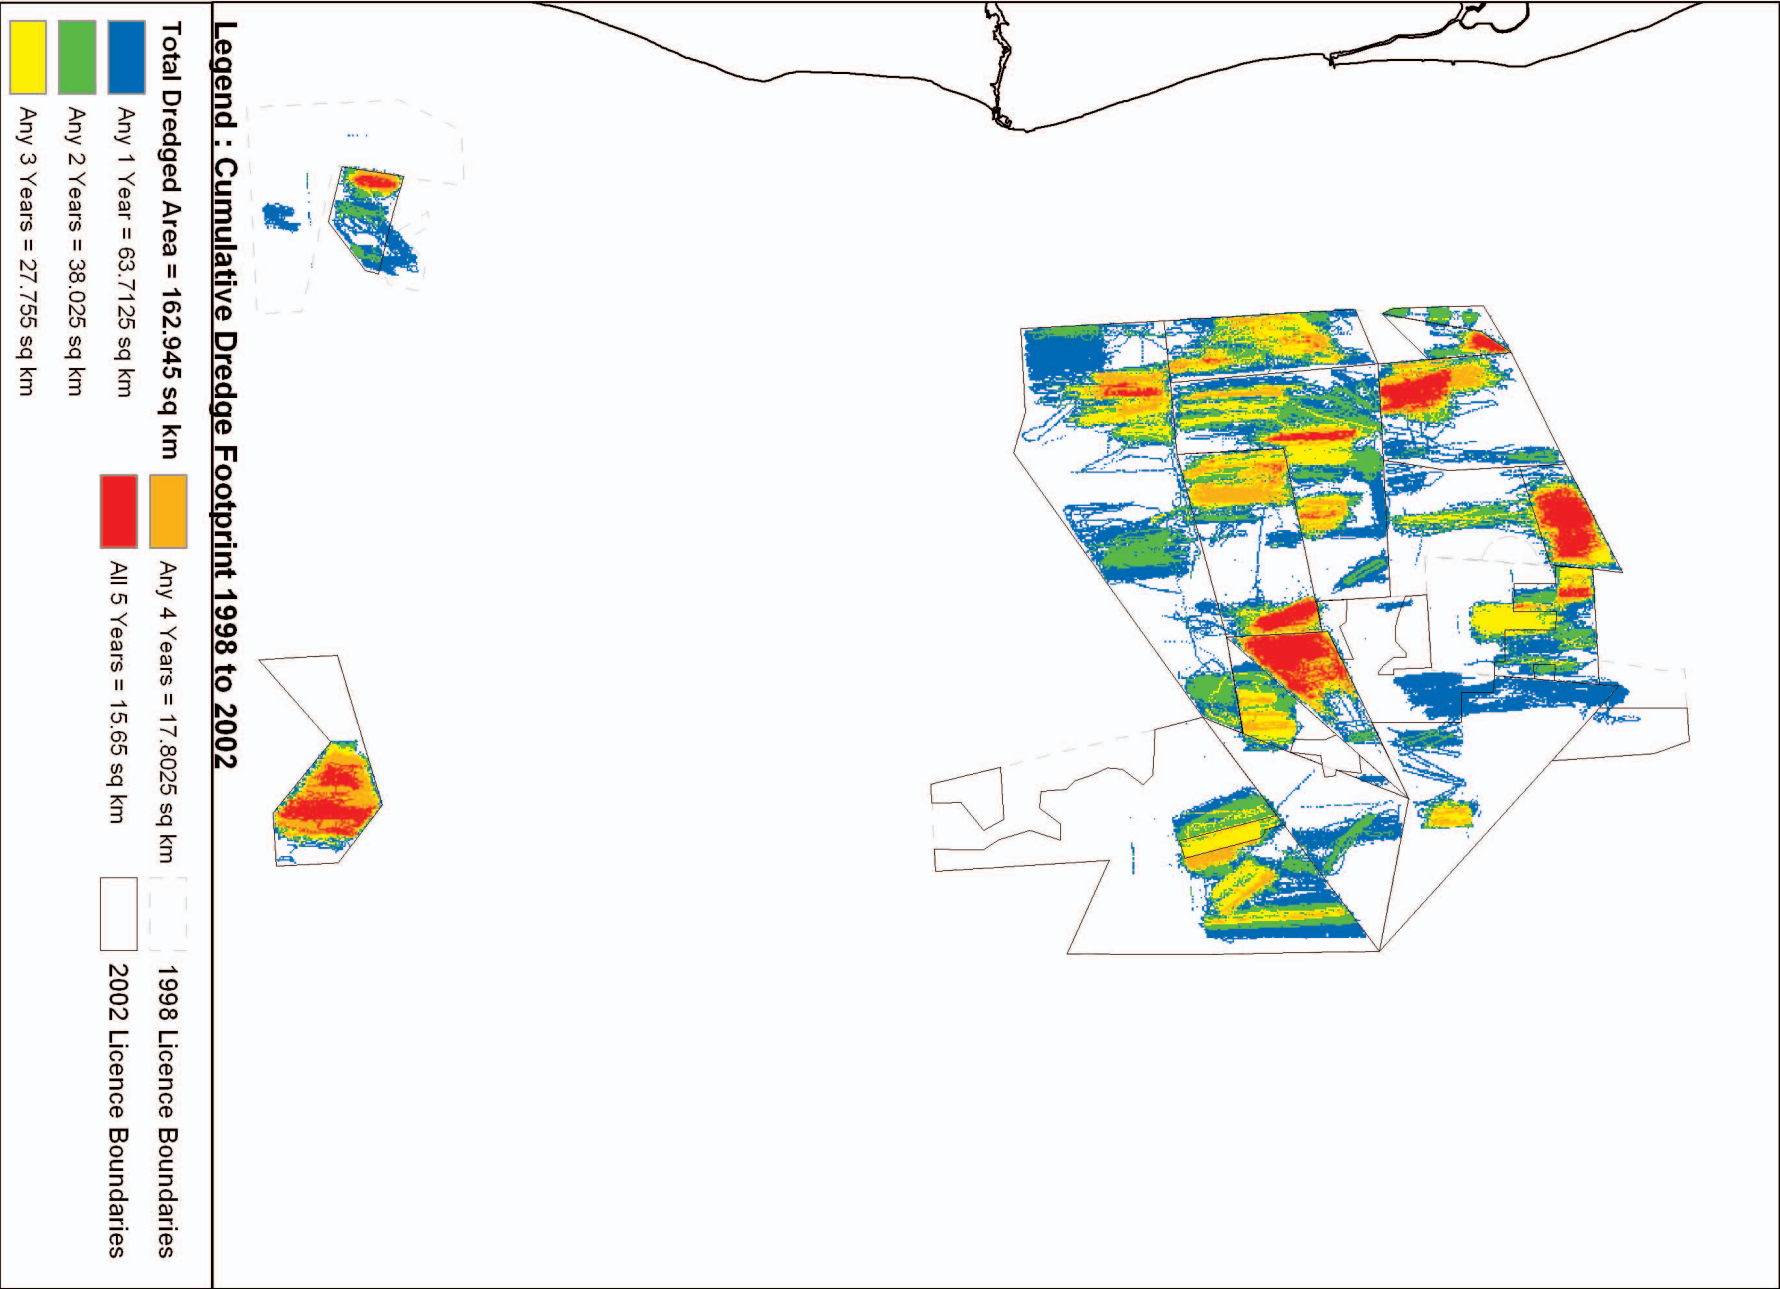 Legend : Cumulative Dredge Footprint 1998 to 2002
Total Dredged Area = 162.945 sq km
Any 1 Year = 63.7125 sq km
Any 2 Years = 38.025 sq km
Any 3 Years = 27.755 sq km
Any 4 Years = 17.8025 sq km
All 5 Years = 15.65 sq km
1998 Licence Boundaries
2002 Licence Boundaries